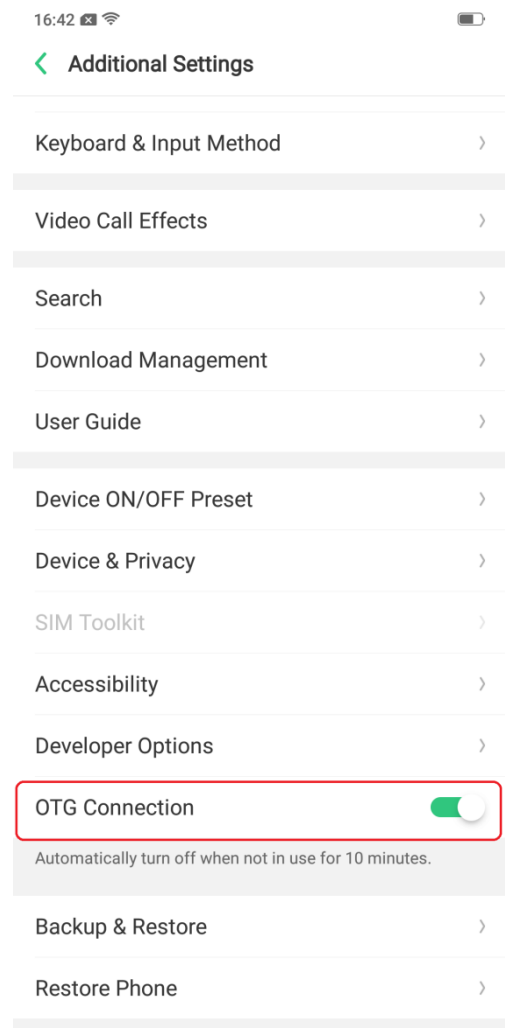 16:42
Additional Settings
Keyboard & Input Method
Video Call Effects
Search
Download Management
User Guide
Device ON/OFF Preset
Device & Privacy
SIM Toolkit
Accessibility
Developer Options
OTG Connection
Automatically turn off when not in use for 10 minutes.
Backup & Restore
Restore Phone